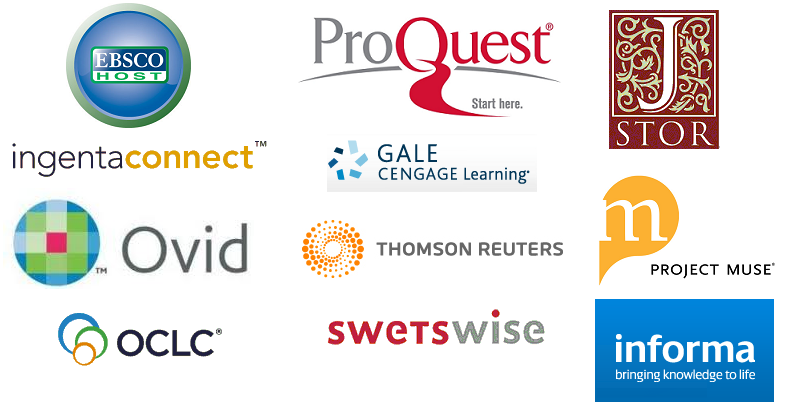 EBSCO
HOST
ProQuest®
Start here.
J
STOR
ingentaconnect™
GALE
CENGAGE Learning®
m
PROJECT MUSE®
Ovid
™
THOMSON REUTERS
OCLC®
swetswise
informa
bringing knowledge to life